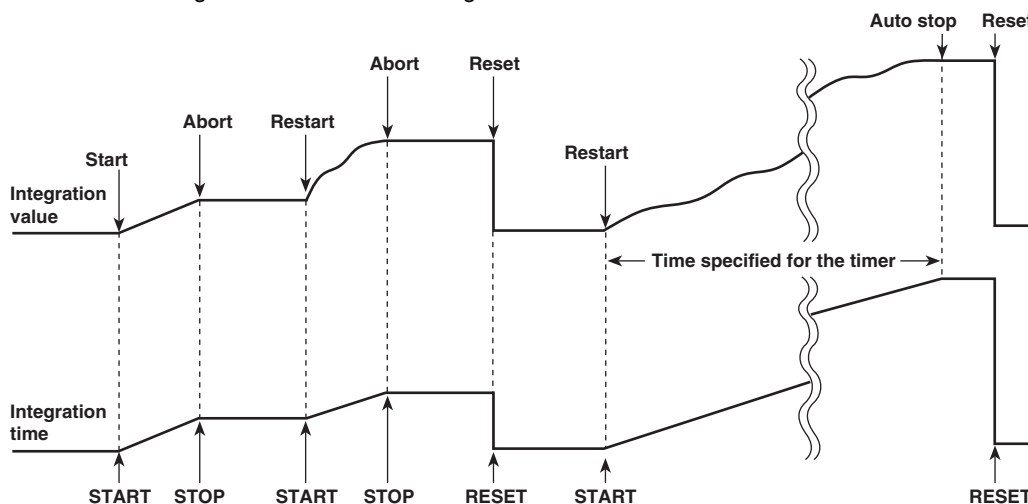 Auto stop Reset
Abort Reset
Abort Restart
Start Restart
Integration
value
Time specified for the timer
Integration
time
START STOP START STOP RESET START RESET